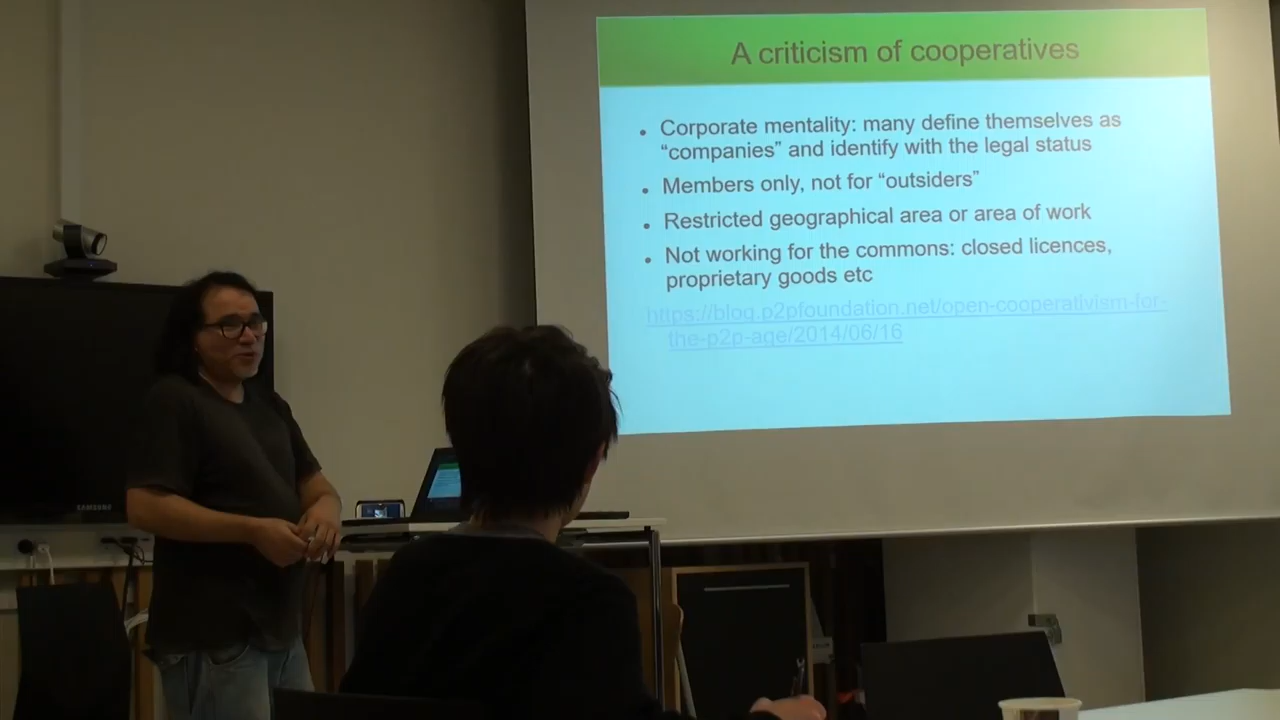 A criticism of cooperatives
• Corporate mentality: many define themselves as
“companies” and identify with the legal status
• Members only, not for “outsiders”
• Restricted geographical area or area of work
• Not working for the commons: closed licences,
proprietary goods etc
https://blog.p2pfoundation.net/open-cooperativism-for-
the-p2p-age/2014/06/16
SAMSUNG